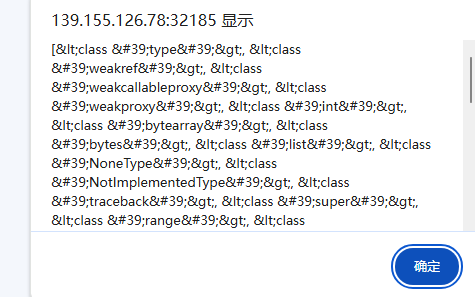 139.155.126.78:32185 显示
[&lt;class &#39;type&#39;&gt;, &lt;class
&#39;weakref&#39;&gt;, &lt;class
&#39;weakcallableproxy&#39;&gt;, &lt;class
&#39;weakproxy&#39;&gt;, &lt;class &#39;int&#39;&gt;,
&lt;class &#39;bytearray&#39;&gt;, &lt;class
&#39;bytes&#39;&gt;, &lt;class &#39;list&#39;&gt;, &lt;class
&#39;NoneType&#39;&gt;, &lt;class
&#39;NotImplementedType&#39;&gt;, &lt;class
&#39;traceback&#39;&gt;, &lt;class &#39;super&#39;&gt;,
&lt;class &#39;range&#39;&gt;, &lt;class
确定